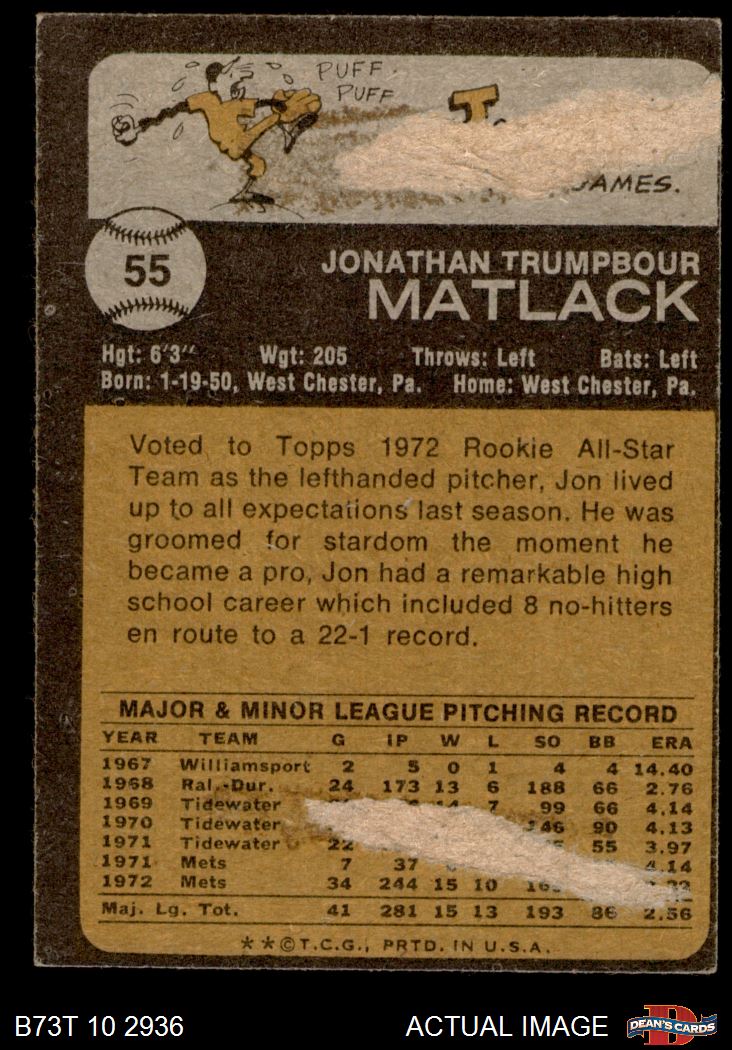 PUFF.
PUFF
JAMES.
55
JONATHAN TRUMPBOUR
MATLACK
Hgt: 6'3" Wgt: 205 Throws: Left Bats: Left
Born: 1-19-50, West Chester, Pa. Home: West Chester, Pa.
Voted to Topps 1972 Rookie All-Star
Team as the lefthanded pitcher, Jon lived
up to all expectations last season. He was
groomed for stardom the moment he
became a pro, Jon had a remarkable high
school career which included 8 no-hitters
en route to a 22-1 record.
MAJOR & MINOR LEAGUE PITCHING RECORD
YEAR TEAM G IP W L SO BB ERA
1967 Williamsport 2 5 0 1 4 4 14.40
1968 Ral.-Dur. 24 173 13 6 188 66 2.76
1969 Tidewater 14 7 99 66 4.14
1970 Tidewater 146 90 4.13
1971 Tidewater 22 55 3.97
1971 Mets 7 37 4.14
1972 Mets 34 244 15 10
Maj. Lg. Tot. 41 281 15 13 193 86 2.56
**©T.C.G., PRTD. IN U.S.A.
B73T 10 2936 ACTUAL IMAGE DEAN'S CARDS